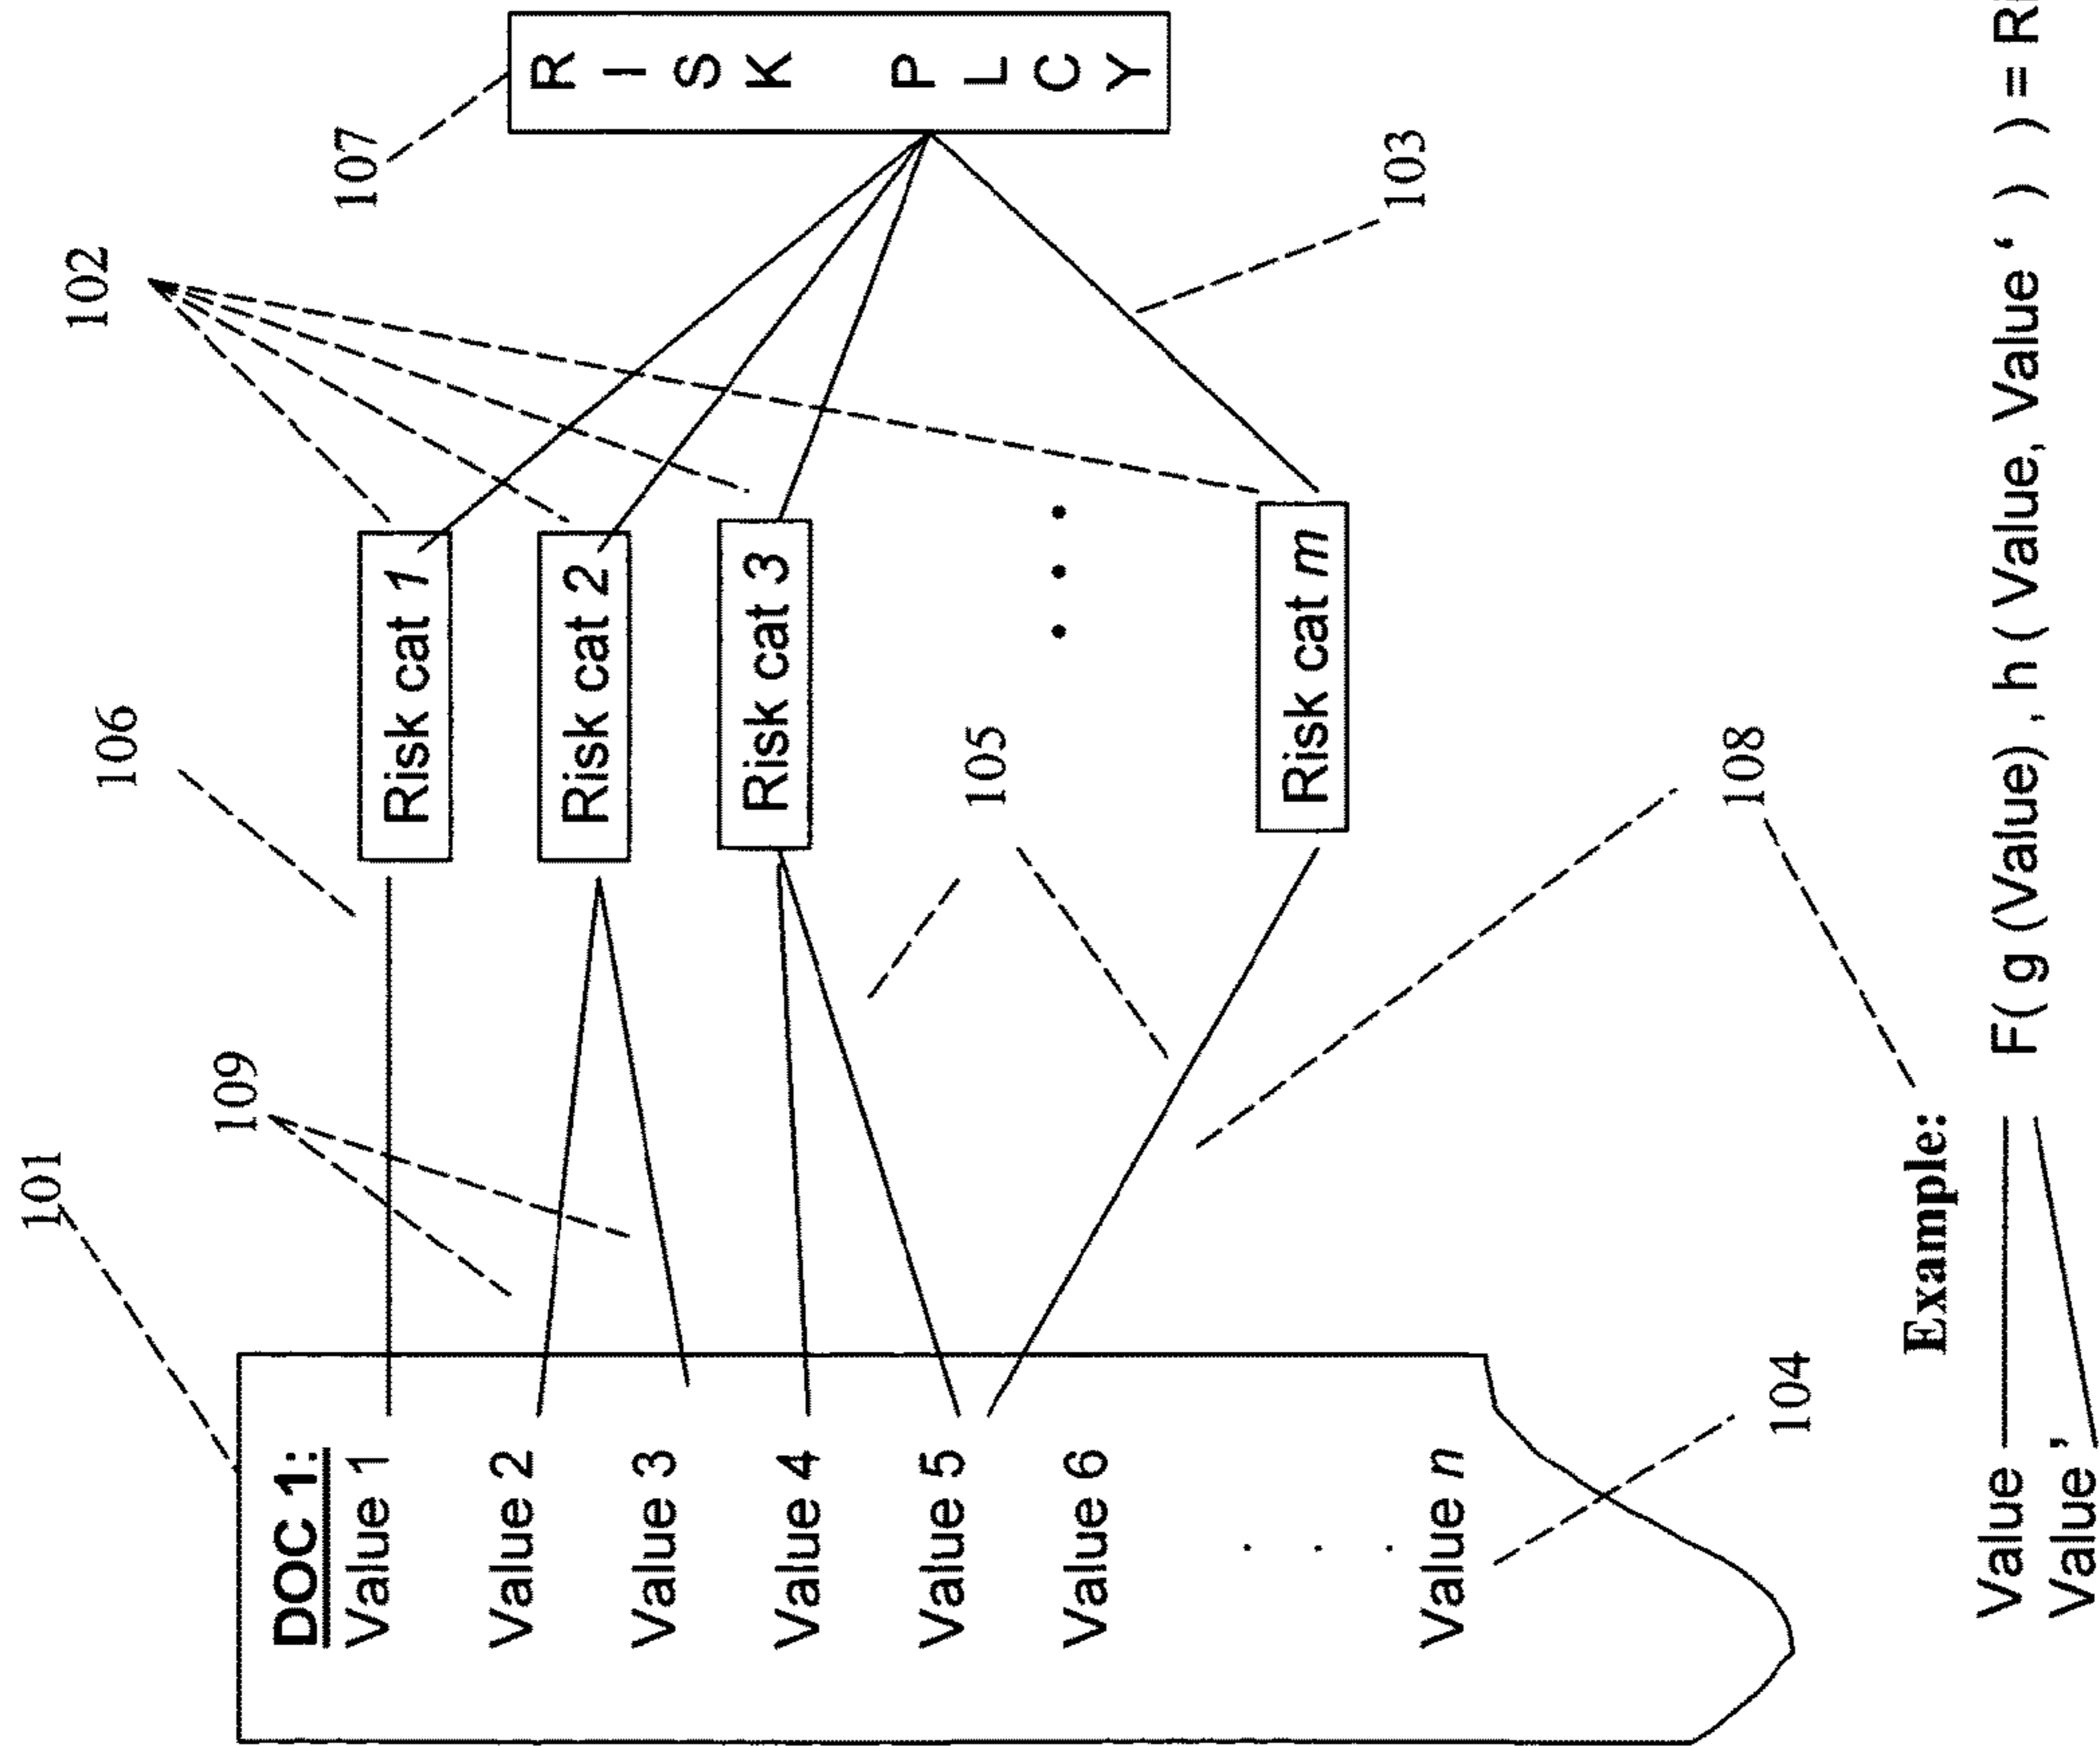 101
102
106
107
109
DOC 1:
Value 1
Value 2
Value 3
Value 4
Value 5
Value 6
Value n
Risk cat 1
Risk cat 2
Risk cat 3
Risk cat m
RISK PLCY
105
103
104
108
Example:
Value
Value '
F( g (Value), h ( Value, Value ‘ ) ) = R